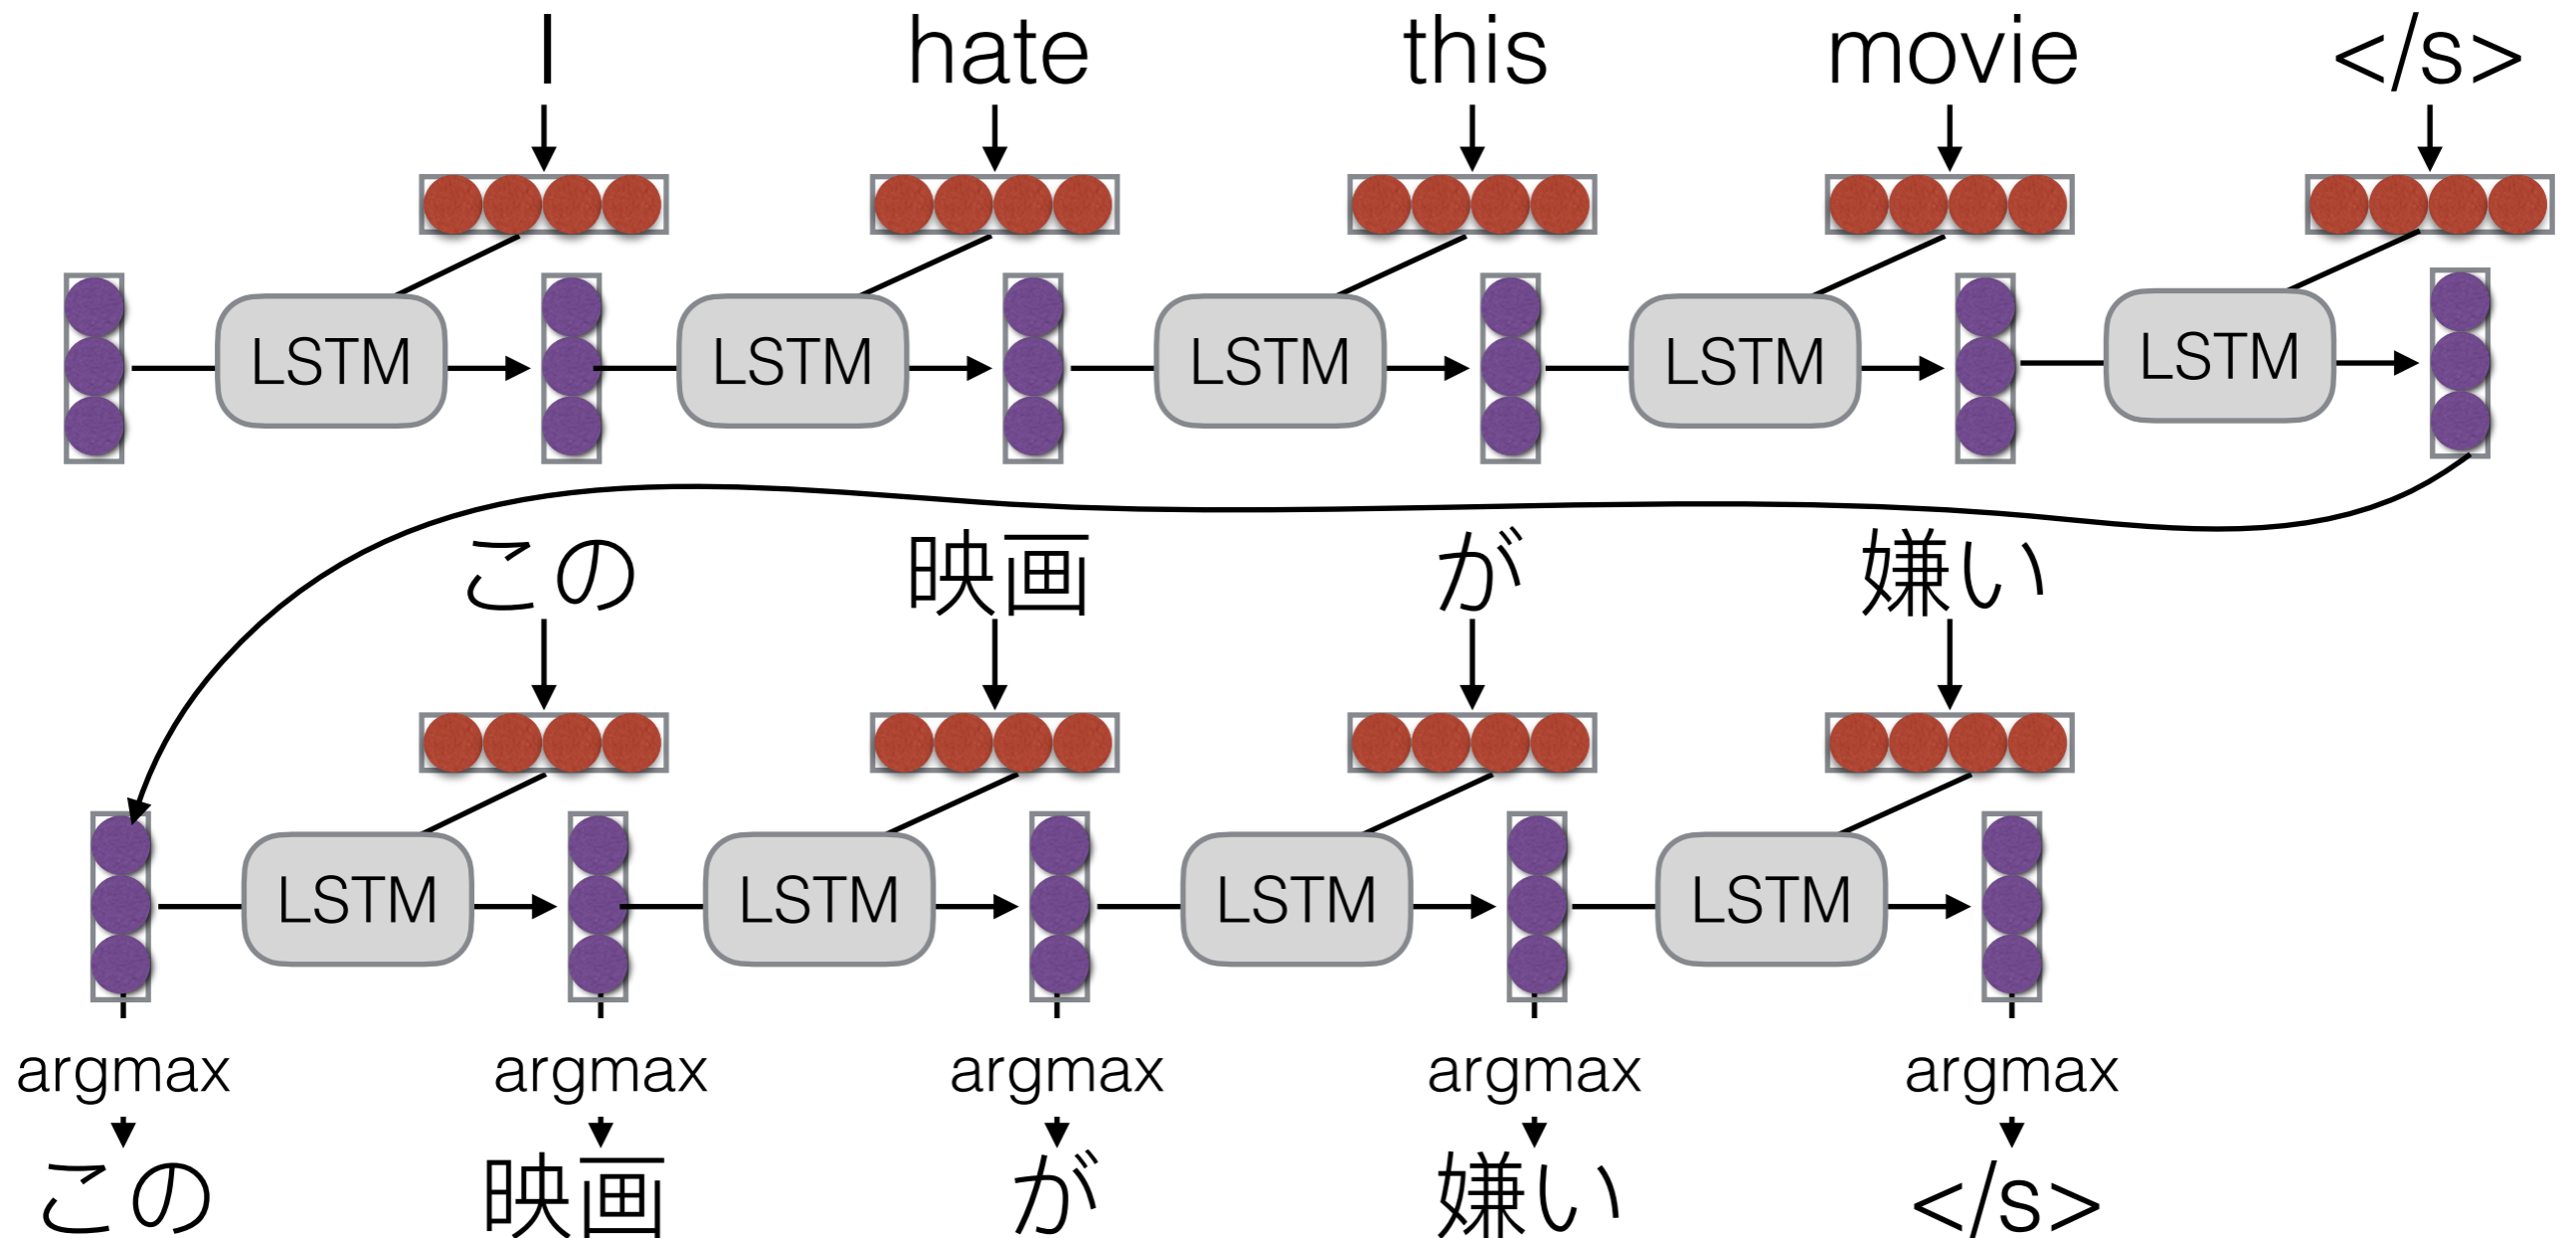 I hate this movie </s>
LSTM LSTM LSTM LSTM LSTM
この 映画 が 嫌い
LSTM LSTM LSTM LSTM
argmax argmax argmax argmax argmax
この 映画 が 嫌い </s>